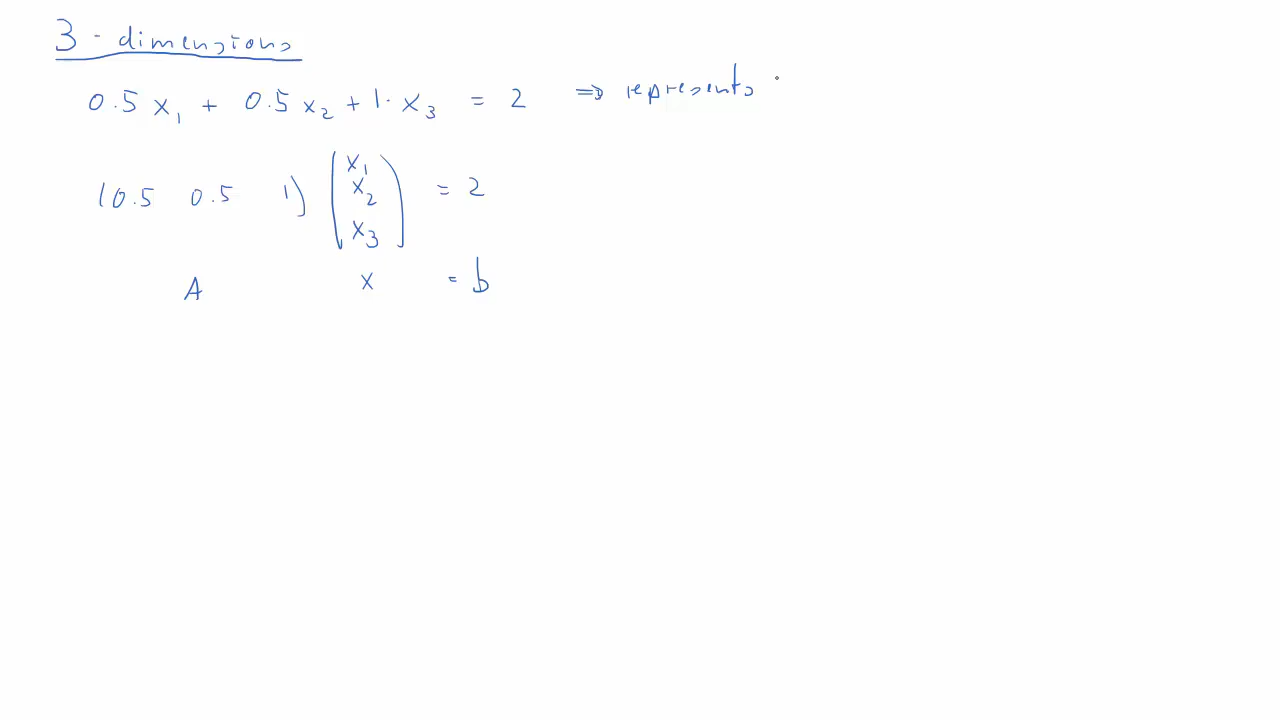 3 - dimensions
0.5 x₁ + 0.5 x₂ + 1 · x₃ = 2 ⇒ represents
(0.5 0.5 1) (x₁ x₂ x₃) = 2
A x = b